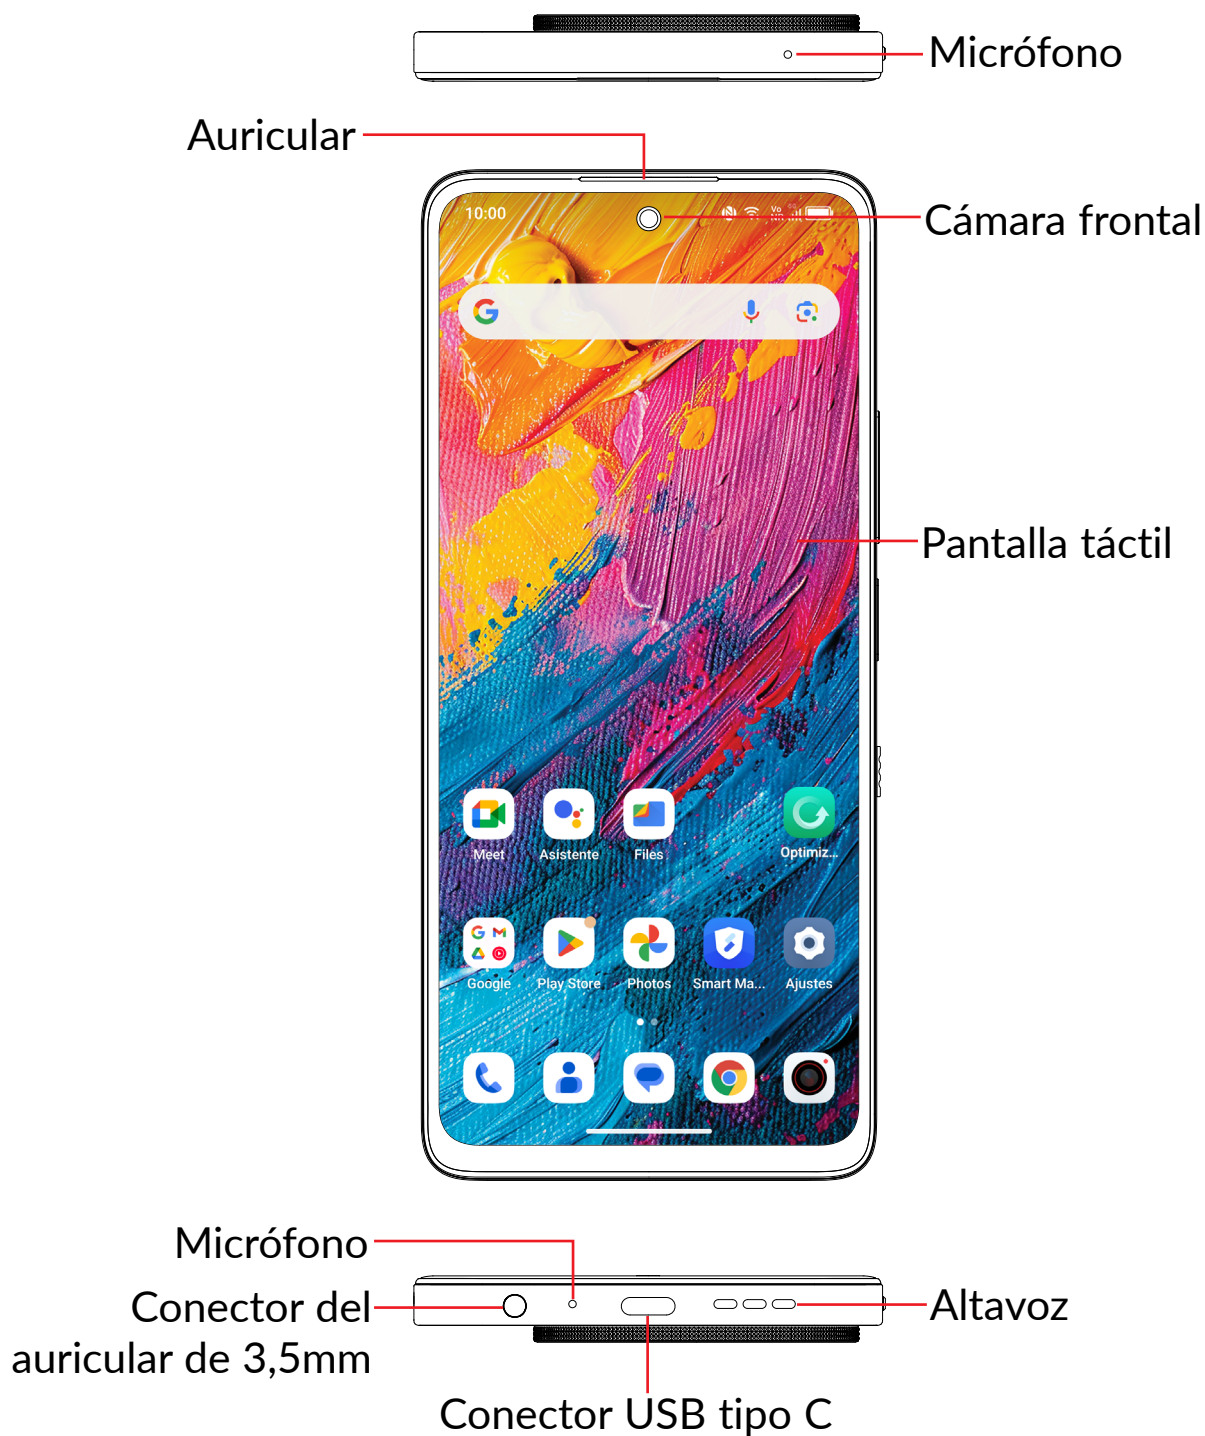 Micrófono
Auricular
10:00
Cámara frontal
Pantalla táctil
Meet
Asistente
Files
Optimiz...
Google
Play Store
Photos
Smart Ma...
Ajustes
Micrófono
Conector del
auricular de 3,5mm
Altavoz
Conector USB tipo C